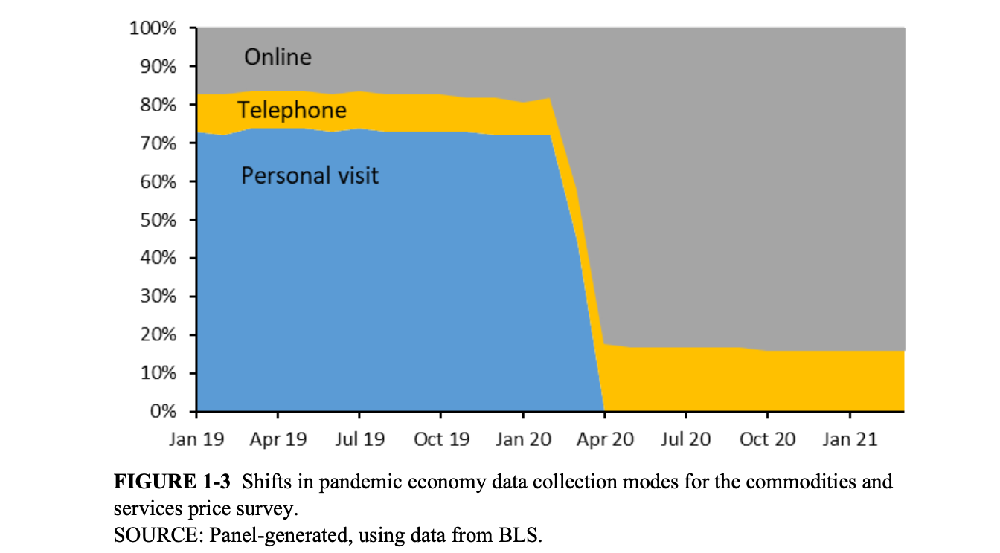 100%
90%
80%
70%
60%
50%
40%
30%
20%
10%
0%
Online
Telephone
Personal visit
Jan 19 Apr 19 Jul 19 Oct 19 Jan 20 Apr 20 Jul 20 Oct 20 Jan 21
FIGURE 1-3 Shifts in pandemic economy data collection modes for the commodities and
services price survey.
SOURCE: Panel-generated, using data from BLS.